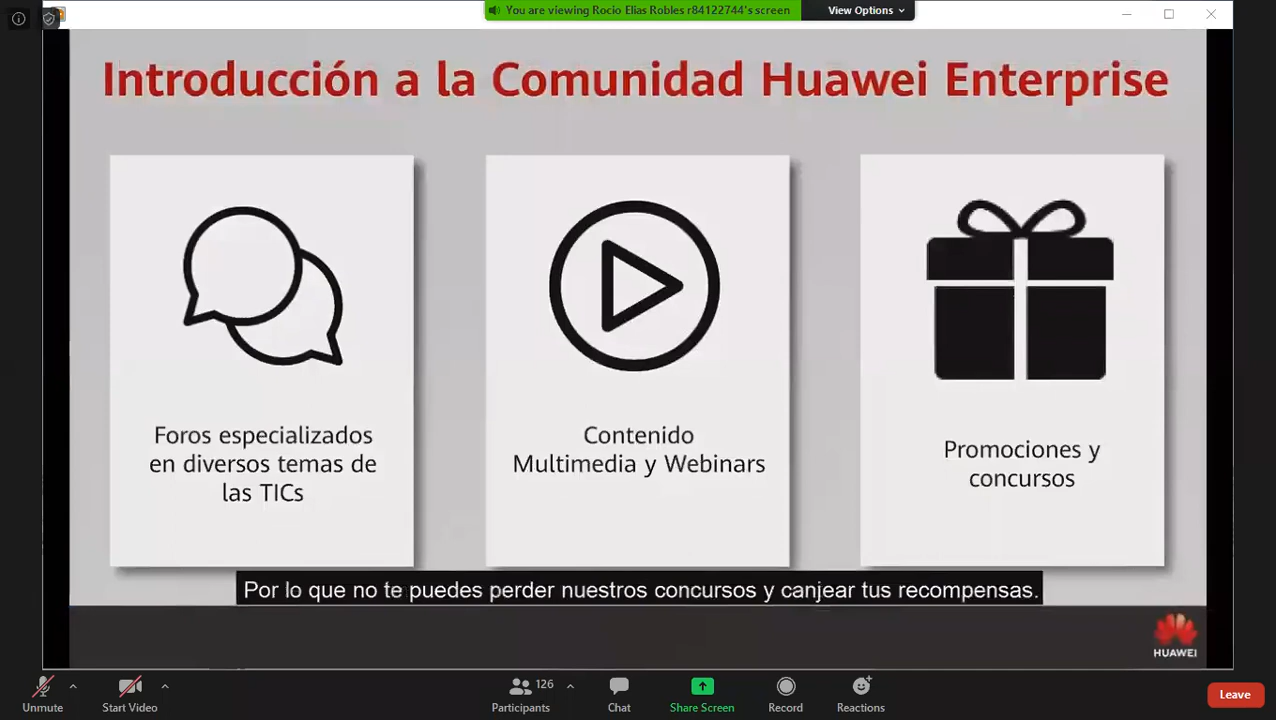 You are viewing Rocio Elias Robles r84122744's screen
View Options
Introducción a la Comunidad Huawei Enterprise
Foros especializados
en diversos temas de
las TICs
Contenido
Multimedia y Webinars
Promociones y
concursos
Por lo que no te puedes perder nuestros concursos y canjear tus recompensas.
HUAWEI
Unmute
Start Video
126
Participants
Chat
Share Screen
Record
Reactions
Leave